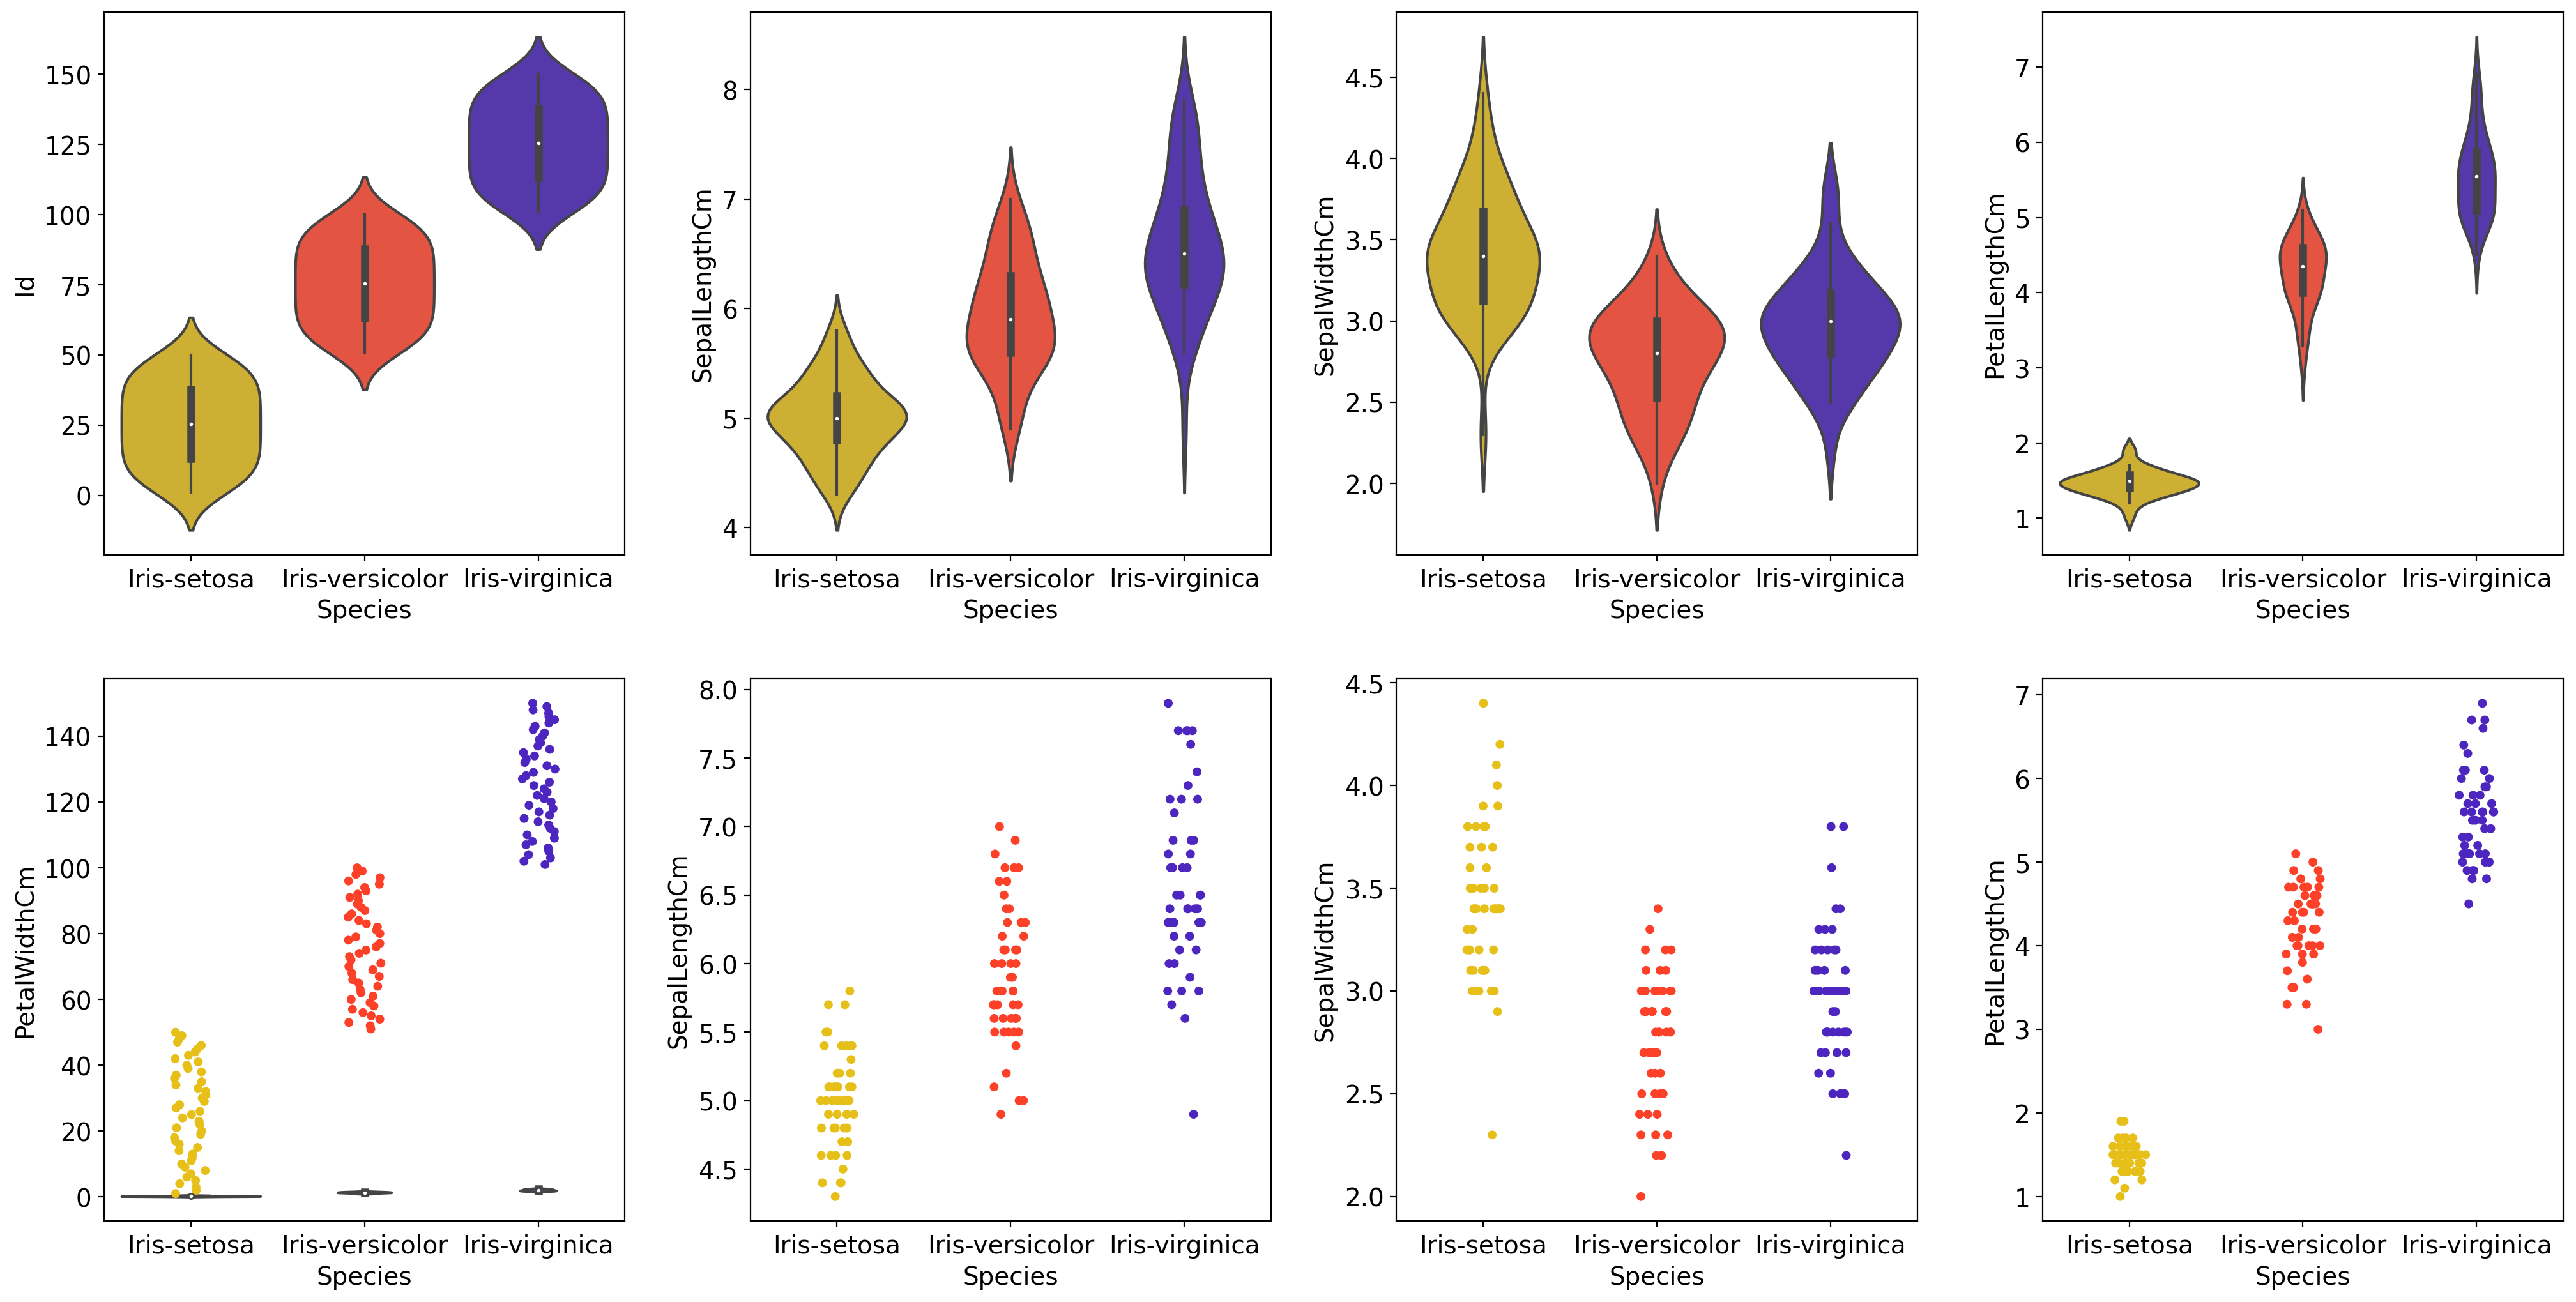 Id
150
125
100
75
50
25
0
Iris-setosa Iris-versicolor Iris-virginica
Species
SepalLengthCm
8
7
6
5
4
Iris-setosa Iris-versicolor Iris-virginica
Species
SepalWidthCm
4.5
4.0
3.5
3.0
2.5
2.0
Iris-setosa Iris-versicolor Iris-virginica
Species
PetalLengthCm
7
6
5
4
3
2
1
Iris-setosa Iris-versicolor Iris-virginica
Species
PetalWidthCm
140
120
100
80
60
40
20
0
Iris-setosa Iris-versicolor Iris-virginica
Species
SepalLengthCm
8.0
7.5
7.0
6.5
6.0
5.5
5.0
4.5
Iris-setosa Iris-versicolor Iris-virginica
Species
SepalWidthCm
4.5
4.0
3.5
3.0
2.5
2.0
Iris-setosa Iris-versicolor Iris-virginica
Species
PetalLengthCm
7
6
5
4
3
2
1
Iris-setosa Iris-versicolor Iris-virginica
Species